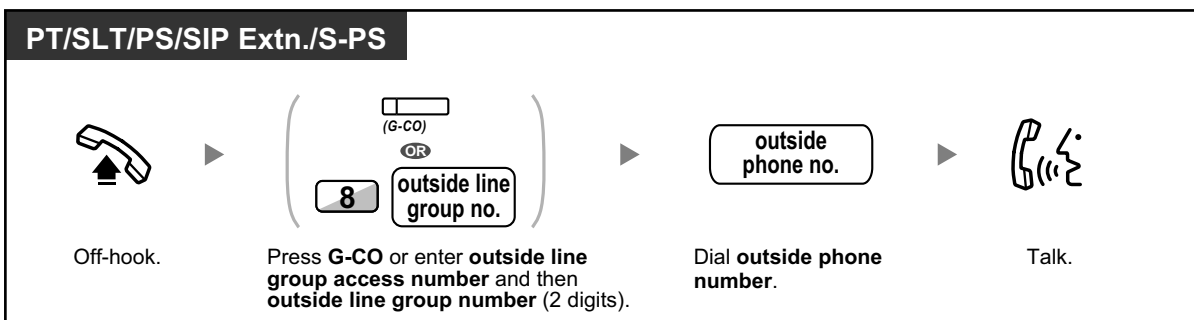 PT/SLT/PS/SIP Extn./S-PS
(G-CO)
OR
8
outside line
group no.
outside
phone no.
Off-hook.
Press G-CO or enter outside line
group access number and then
outside line group number (2 digits).
Dial outside phone
number.
Talk.